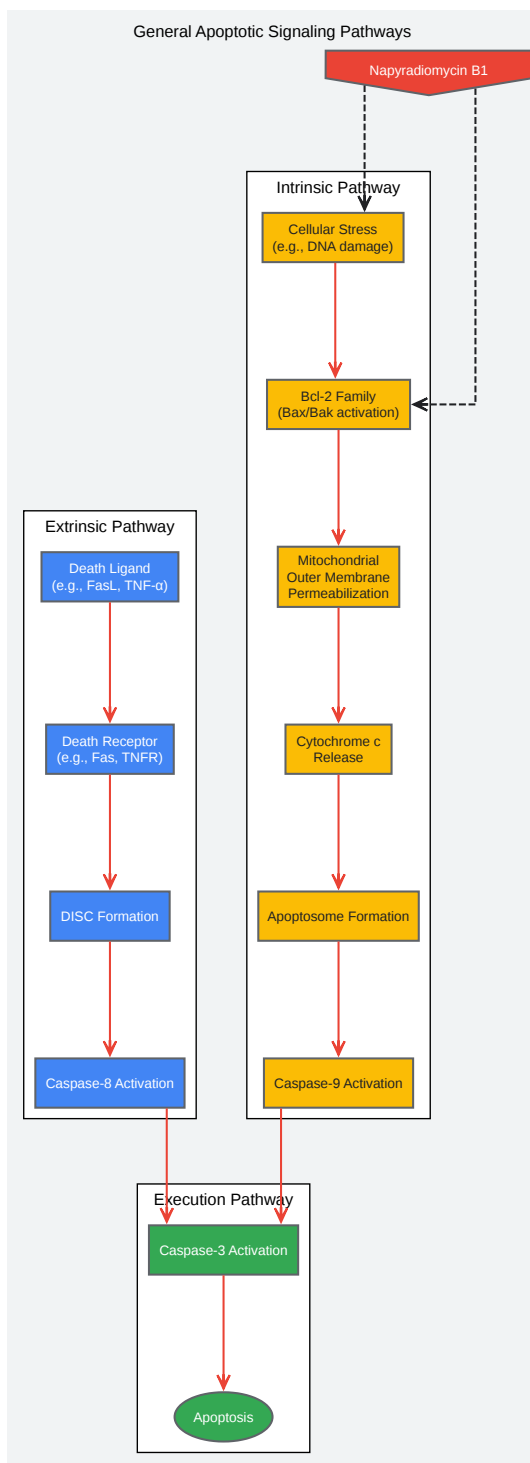 General Apoptotic Signaling Pathways
Napyradiomycin B1
Intrinsic Pathway
Cellular Stress
(e.g., DNA damage)
Bcl-2 Family
(Bax/Bak activation)
Extrinsic Pathway
Death Ligand
(e.g., FasL, TNF-α)
Mitochondrial
Outer Membrane
Permeabilization
Death Receptor
(e.g., Fas, TNFR)
Cytochrome c
Release
DISC Formation
Apoptosome Formation
Caspase-8 Activation
Caspase-9 Activation
Execution Pathway
Caspase-3 Activation
Apoptosis